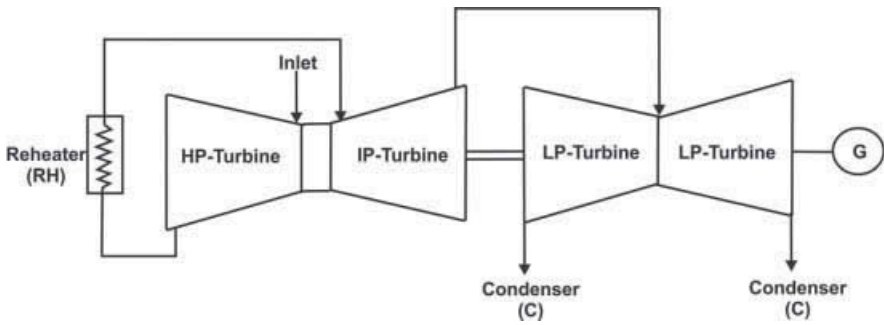 Inlet
Reheater
(RH)
HP-Turbine
IP-Turbine
LP-Turbine
LP-Turbine
G
Condenser
(C)
Condenser
(C)